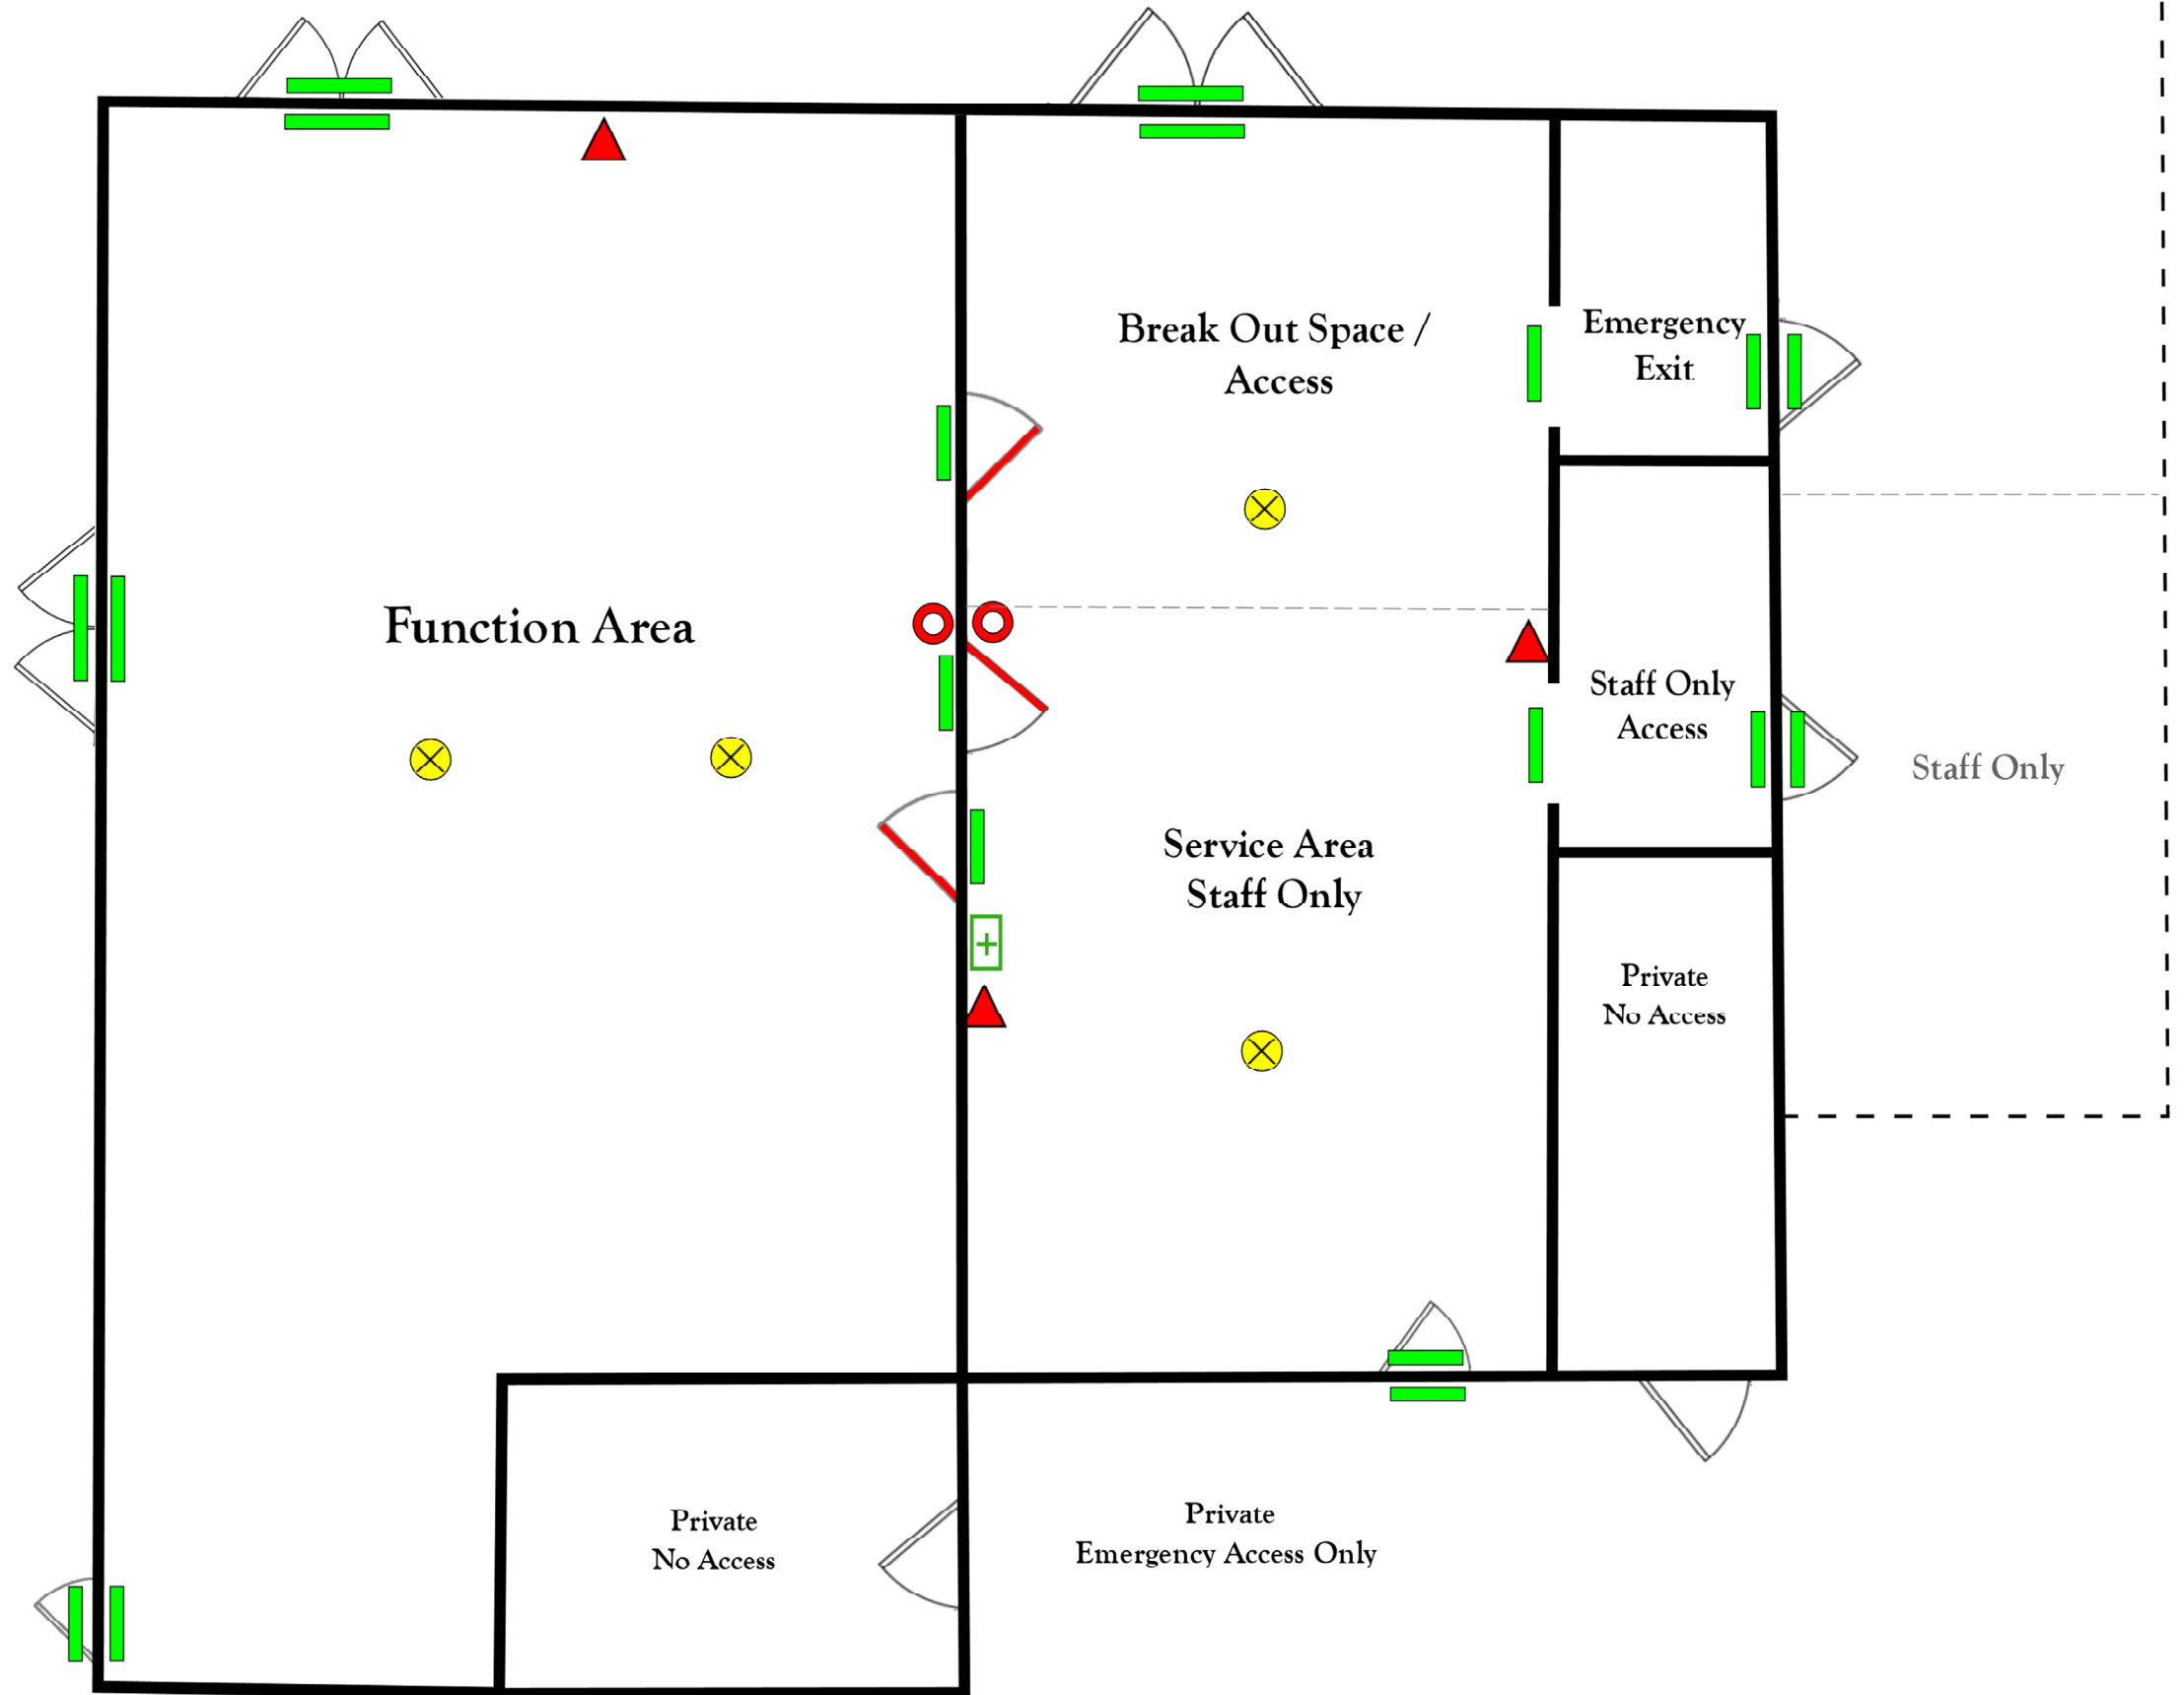 Break Out Space /
Access
Emergency
Exit
Function Area
Staff Only
Access
Staff Only
Service Area
Staff Only
Private
No Access
Private
No Access
Private
Emergency Access Only